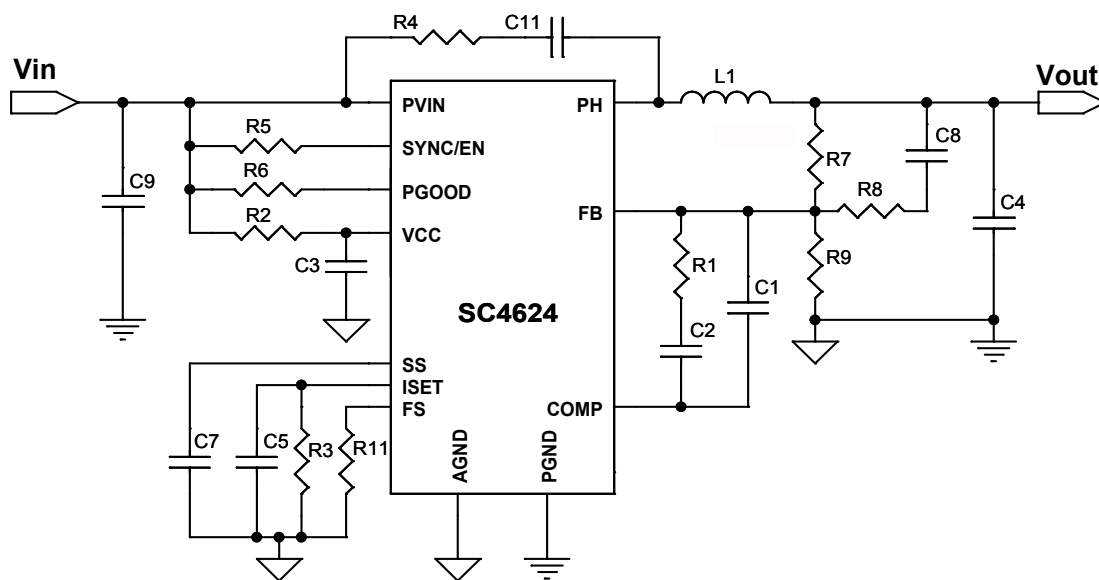 R4
C11
Vin
L1
Vout
PVIN
PH
R5
SYNC/EN
C8
R7
R6
PGOOD
C9
R8
R2
FB
C4
VCC
C3
R1
R9
C1
SC4624
C2
SS
ISET
FS
COMP
C7
C5
R3
R11
AGND
PGND